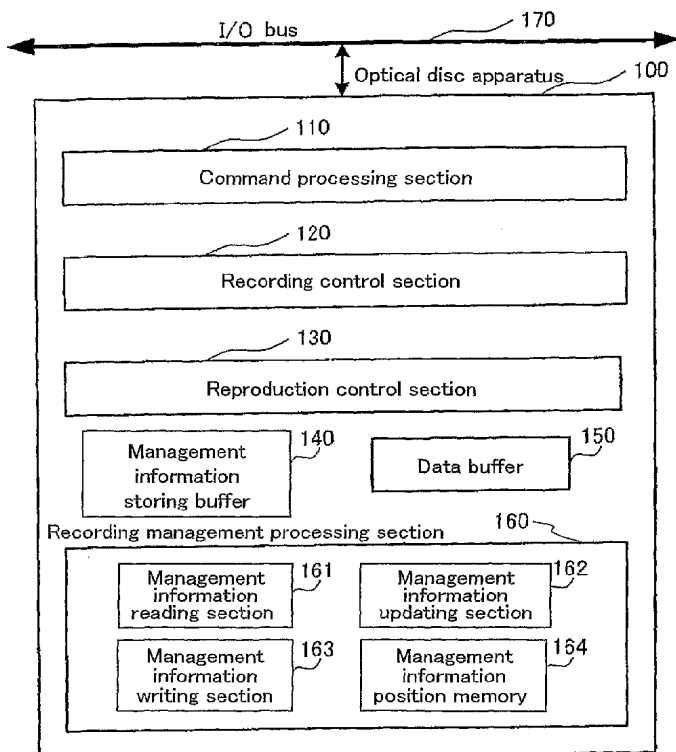 I/O bus
170
Optical disc apparatus
100
110
Command processing section
120
Recording control section
130
Reproduction control section
140
Management
information
storing buffer
150
Data buffer
Recording management processing section
160
Management
information
reading section
161
Management
information
updating section
162
Management
information
writing section
163
Management
information
position memory
164